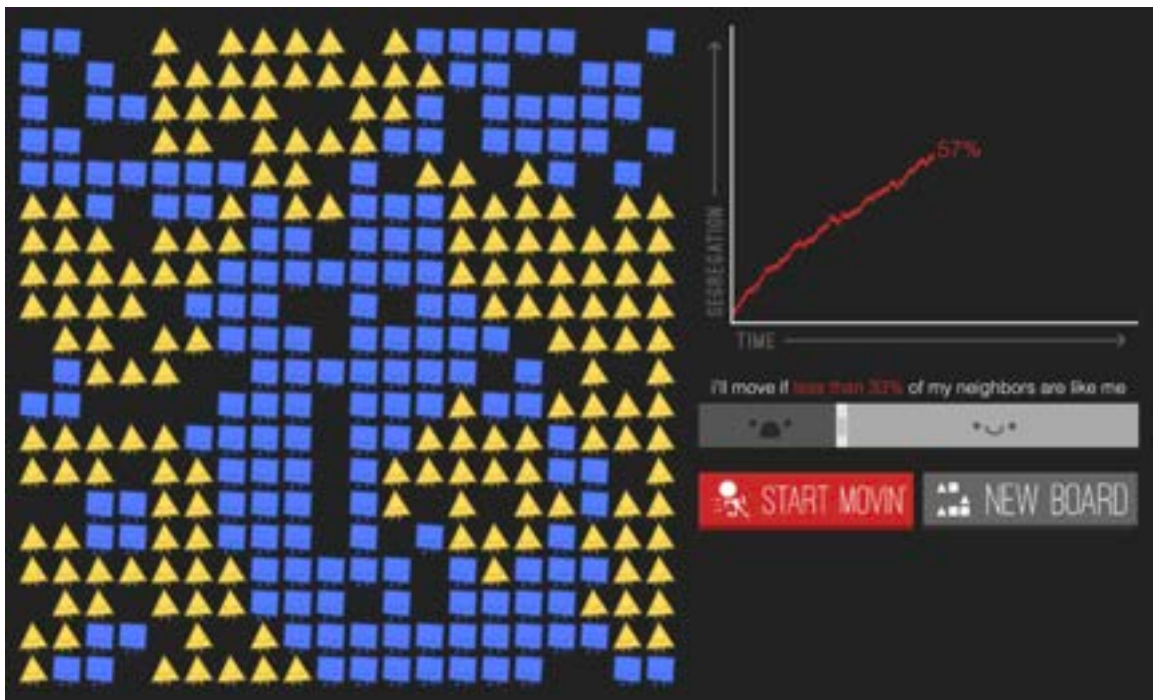 57%
SEGREGATION
TIME
i'll move if less than 33% of my neighbors are like me
START MOVIN'
NEW BOARD